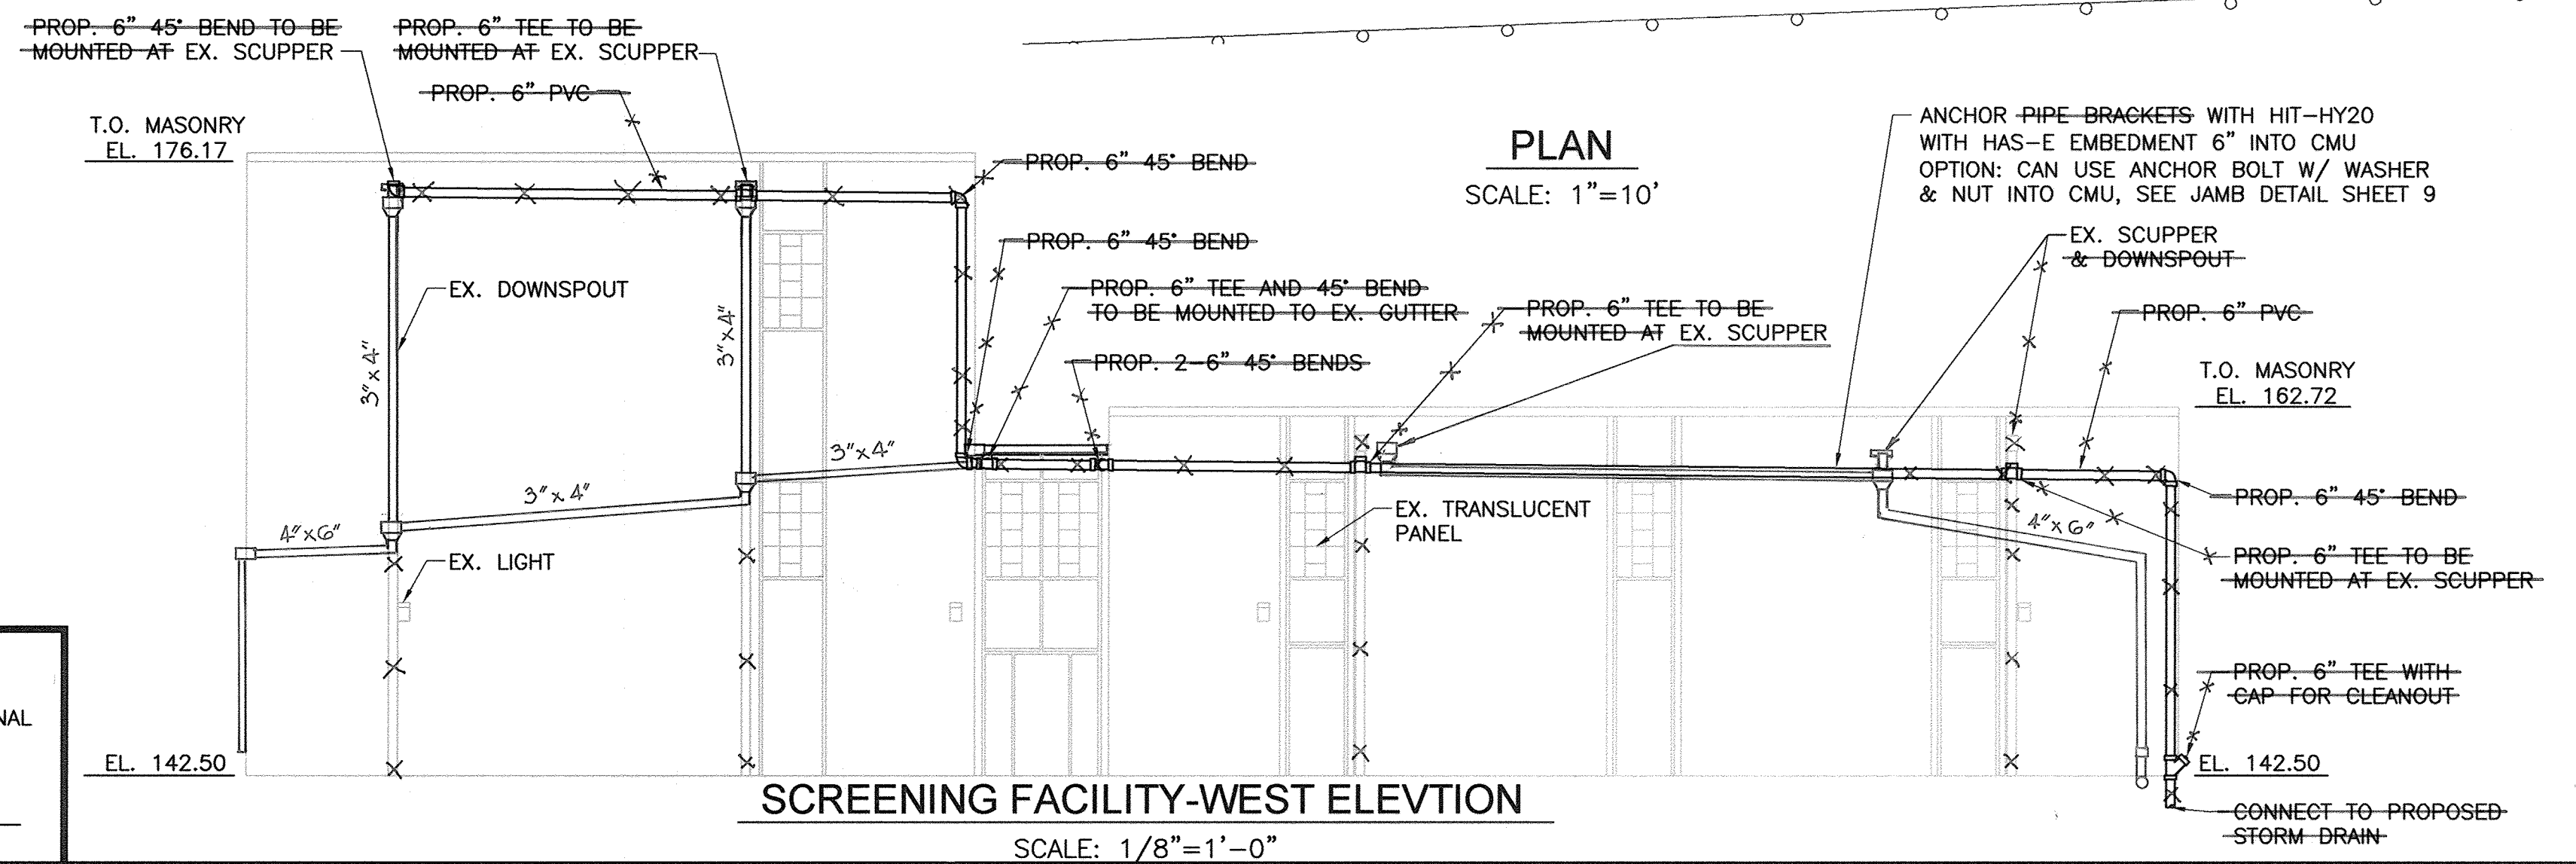 PROP. 6" 45° BEND TO BE
MOUNTED AT EX. SCUPPER
PROP. 6" TEE TO BE
MOUNTED AT EX. SCUPPER
PROP. 6" PVC
T.O. MASONRY
EL. 176.17
PROP. 6" 45° BEND
PLAN
SCALE: 1"=10'
ANCHOR PIPE BRACKETS WITH HIT-HY20
WITH HAS-E EMBEDMENT 6" INTO CMU
OPTION: CAN USE ANCHOR BOLT W/ WASHER
& NUT INTO CMU, SEE JAMB DETAIL SHEET 9
PROP. 6" 45° BEND
EX. SCUPPER
& DOWNSPOUT
EX. DOWNSPOUT
PROP. 6" TEE AND 45° BEND
TO BE MOUNTED TO EX. GUTTER
PROP. 6" TEE TO BE
MOUNTED AT EX. SCUPPER
PROP. 6" PVC
3"x4"
3"x4"
PROP. 2-6" 45° BENDS
T.O. MASONRY
EL. 162.72
3"x4"
3"x4"
4"x6"
EX. TRANSLUCENT
PANEL
4"x6"
PROP. 6" 45° BEND
EX. LIGHT
PROP. 6" TEE TO BE
MOUNTED AT EX. SCUPPER
PROP. 6" TEE WITH
CAP FOR CLEANOUT
NAL
EL. 142.50
EL. 142.50
SCREENING FACILITY-WEST ELEVTION
SCALE: 1/8"=1'-0"
CONNECT TO PROPOSED
STORM DRAIN